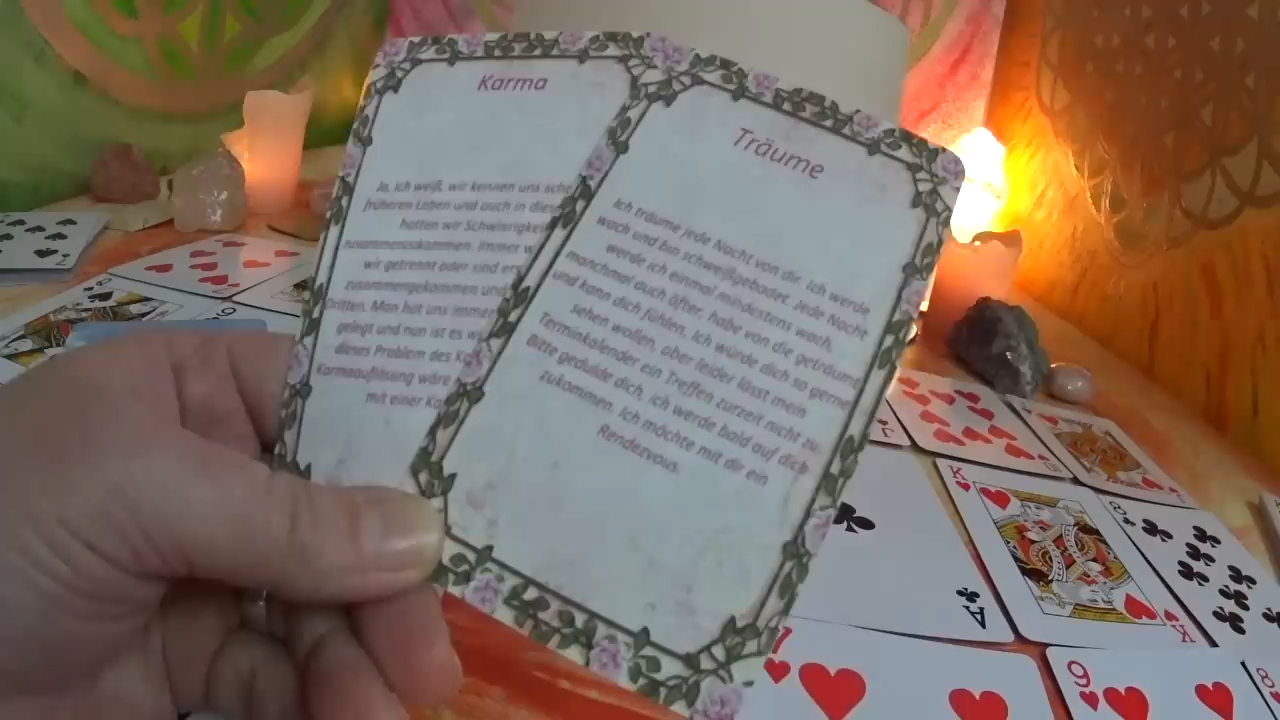 Karma
Ja, ich weiß, wir kennen uns
früheren Leben und auch in
hatten wir
zusammenzukommen. Immer
wir getrennt oder sind
zusammengekommen und
Dritten. Man hat uns immer
gelegt und nun ist es
dieses Problem des
Karmaauflösung wäre
mit einer
Träume
Ich träume jede Nacht von dir. Ich werde
wach und bin schweißgebadet. Jede Nacht
werde ich einmal mindestens wach,
manchmal auch öfter, habe von die geträumt
und kann dich fühlen. Ich würde dich so gerne
sehen wollen, aber leider lässt mein
Terminkalender ein Treffen zurzeit nicht zu.
Bitte gedulde dich, ich werde bald auf dich
zukommen. Ich möchte mit dir ein
Rendezvous.
K
K
A
9
8
8